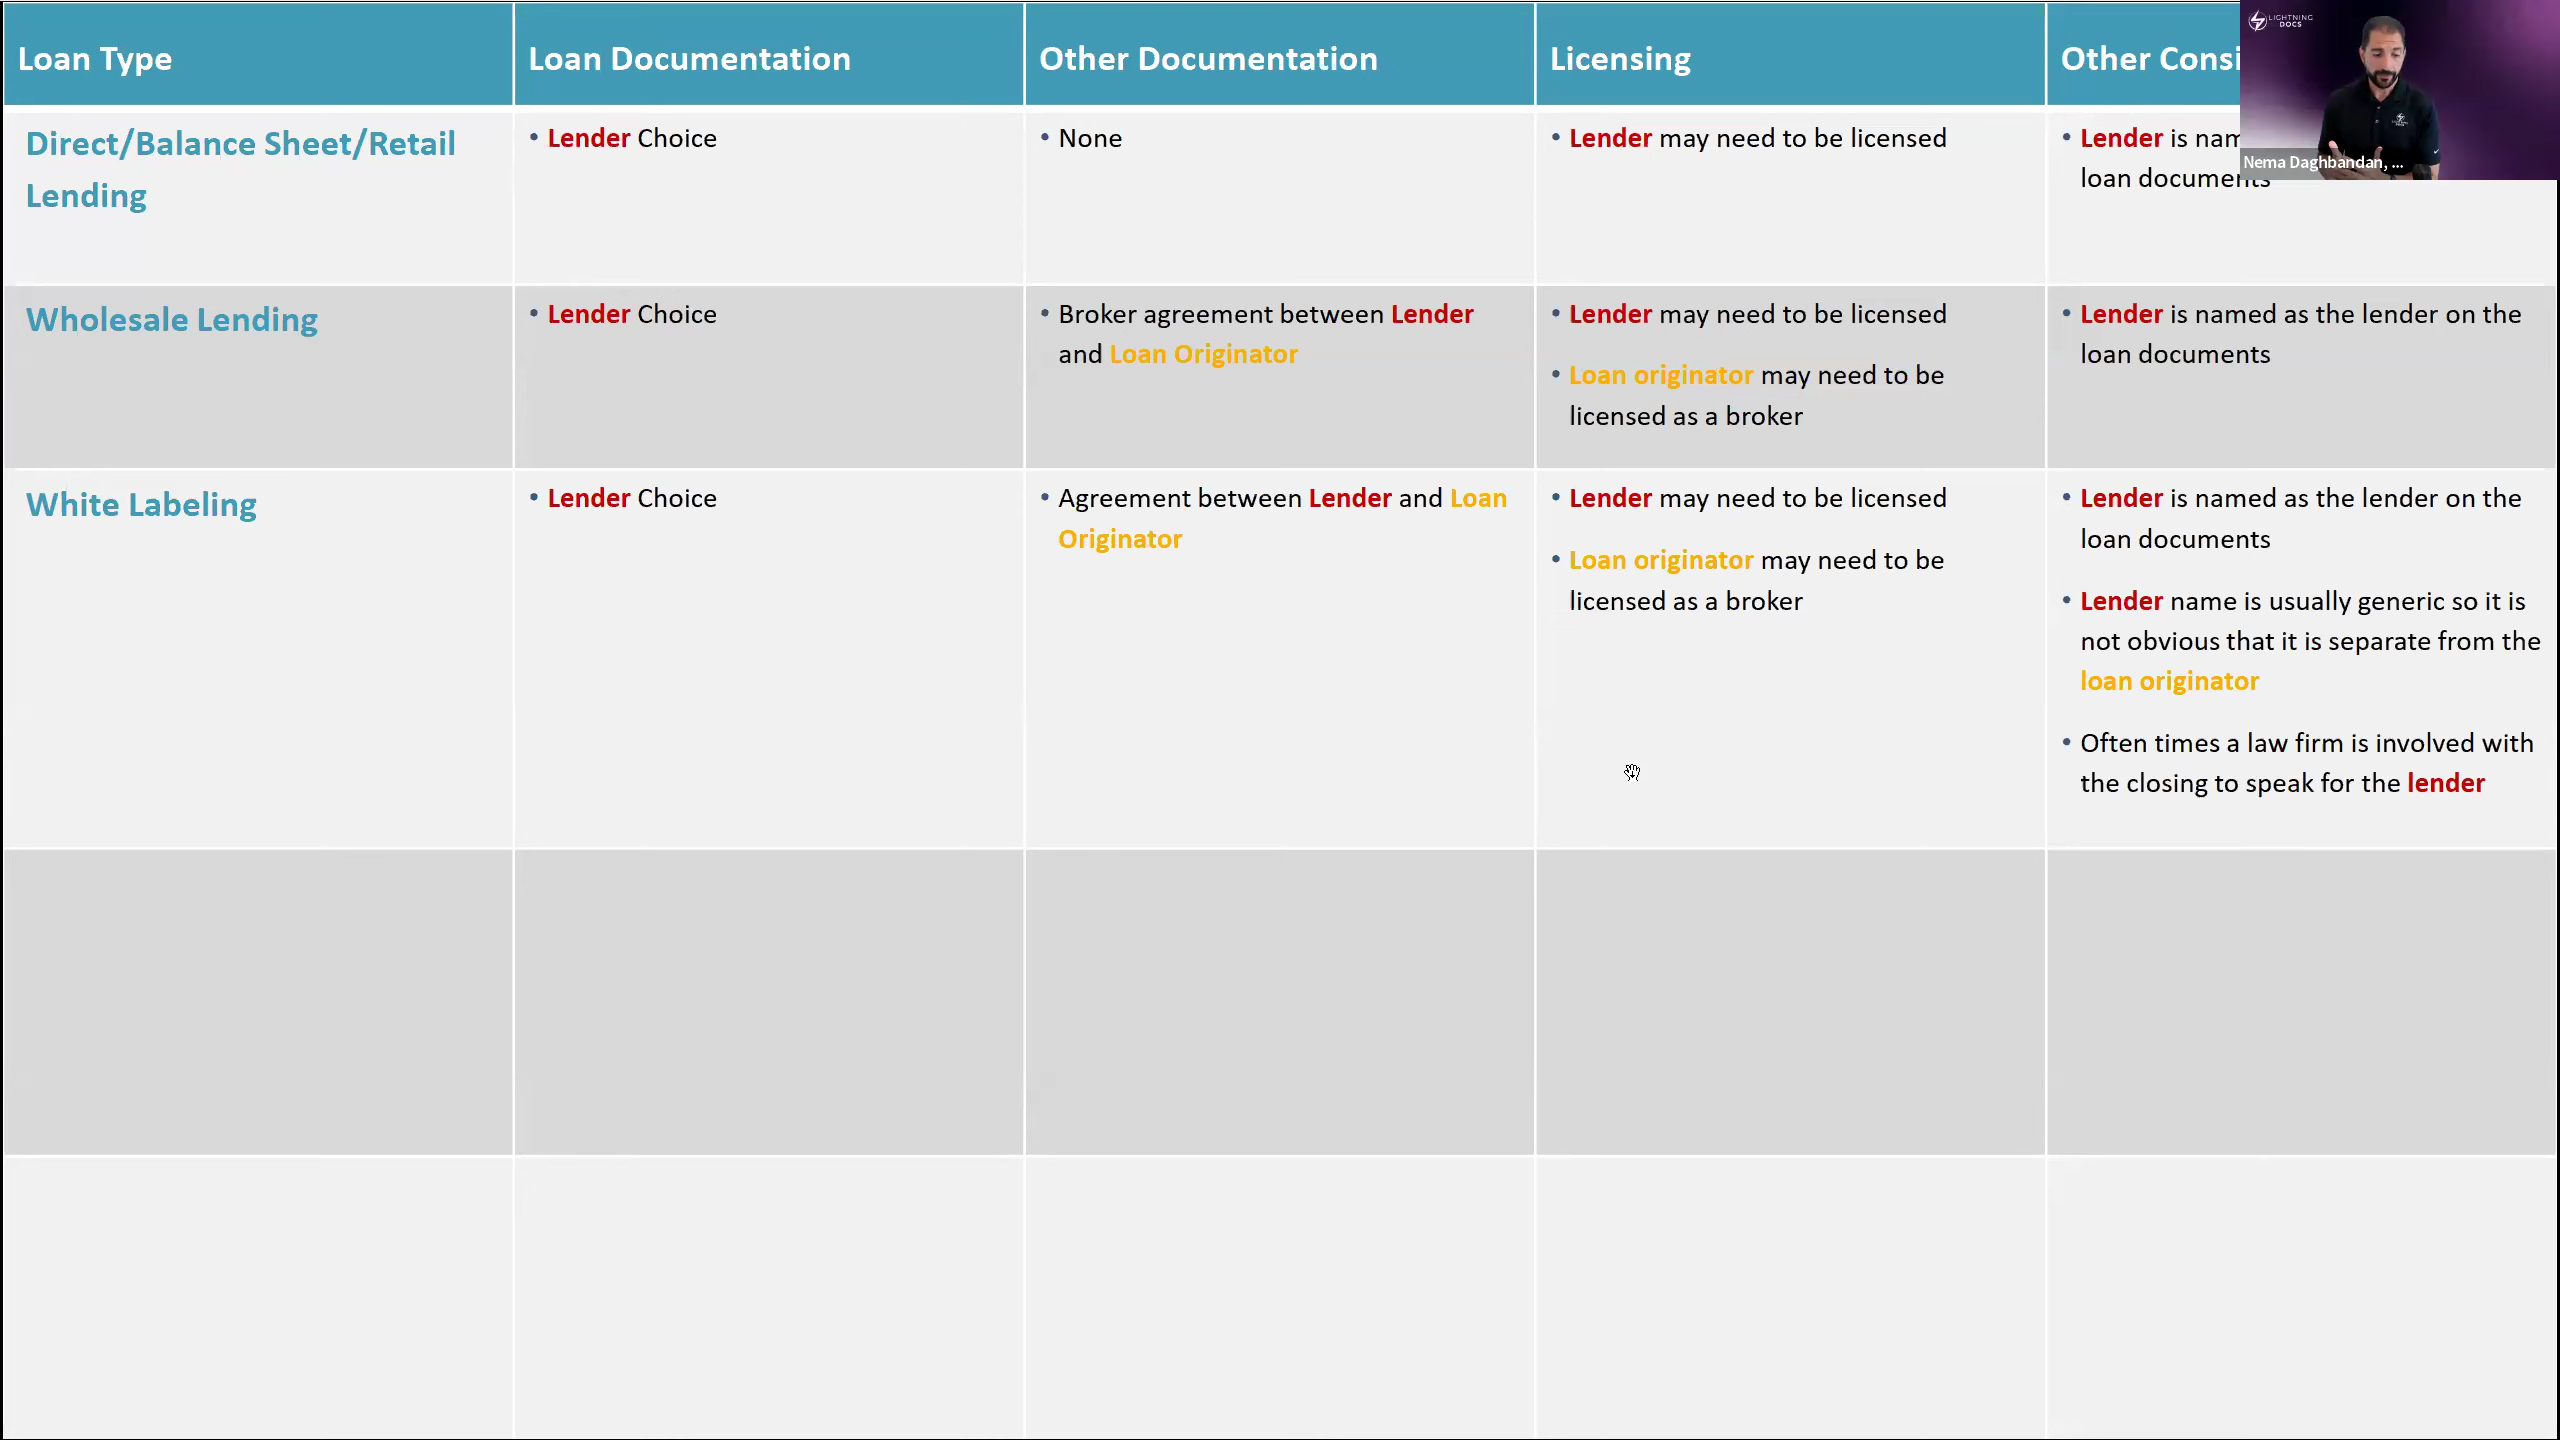 Loan Type
Loan Documentation
Other Documentation
Licensing
Other Consi
LIGHTNING
DOCS
Nema Daghbandan, ...
Direct/Balance Sheet/Retail
Lending
• Lender Choice
• None
• Lender may need to be licensed
• Lender is nam
loan documents
Wholesale Lending
• Lender Choice
• Broker agreement between Lender
and Loan Originator
• Lender may need to be licensed
• Loan originator may need to be
licensed as a broker
• Lender is named as the lender on the
loan documents
White Labeling
• Lender Choice
• Agreement between Lender and Loan
Originator
• Lender may need to be licensed
• Loan originator may need to be
licensed as a broker
• Lender is named as the lender on the
loan documents
• Lender name is usually generic so it is
not obvious that it is separate from the
loan originator
• Often times a law firm is involved with
the closing to speak for the lender